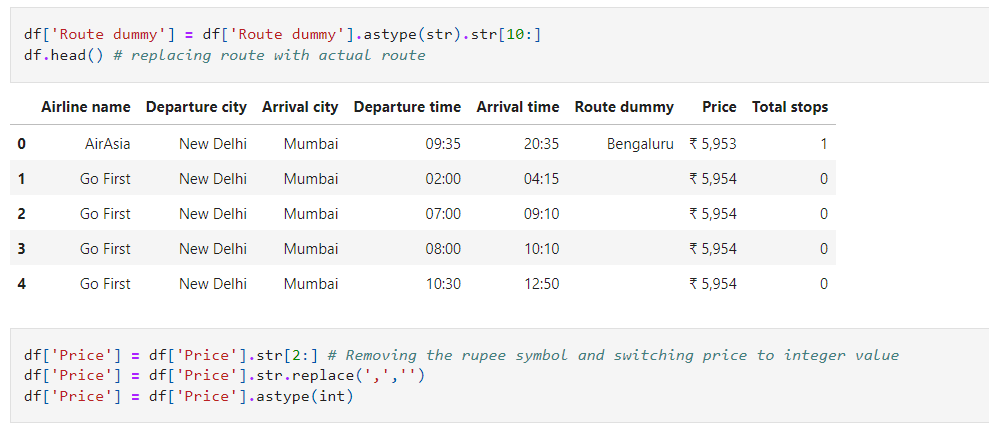 df['Route dummy'] = df['Route dummy'].astype(str).str[10:]
df.head() # replacing route with actual route
Airline name Departure city Arrival city Departure time Arrival time Route dummy Price Total stops
0 AirAsia New Delhi Mumbai 09:35 20:35 Bengaluru ₹ 5,953 1
1 Go First New Delhi Mumbai 02:00 04:15 ₹ 5,954 0
2 Go First New Delhi Mumbai 07:00 09:10 ₹ 5,954 0
3 Go First New Delhi Mumbai 08:00 10:10 ₹ 5,954 0
4 Go First New Delhi Mumbai 10:30 12:50 ₹ 5,954 0
df['Price'] = df['Price'].str[2:] # Removing the rupee symbol and switching price to integer value
df['Price'] = df['Price'].str.replace(',','')
df['Price'] = df['Price'].astype(int)